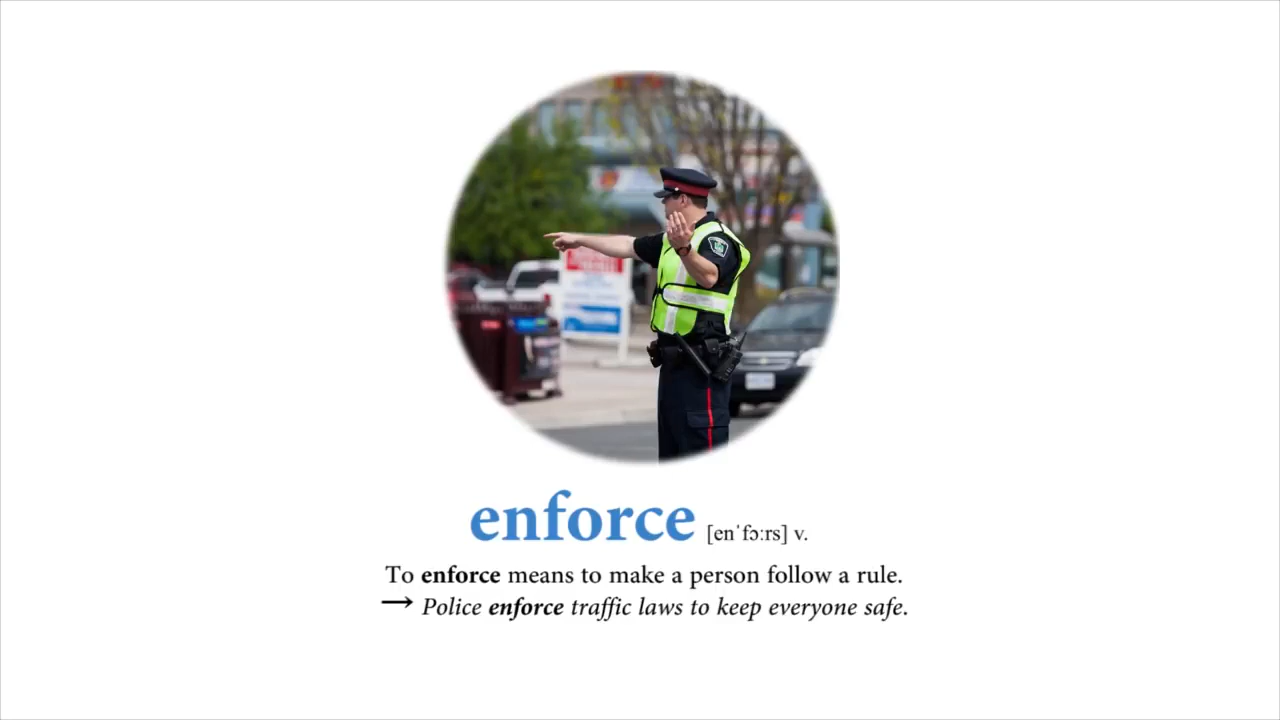 enforce [enˈfɔːrs] v.
To enforce means to make a person follow a rule.
→ Police enforce traffic laws to keep everyone safe.